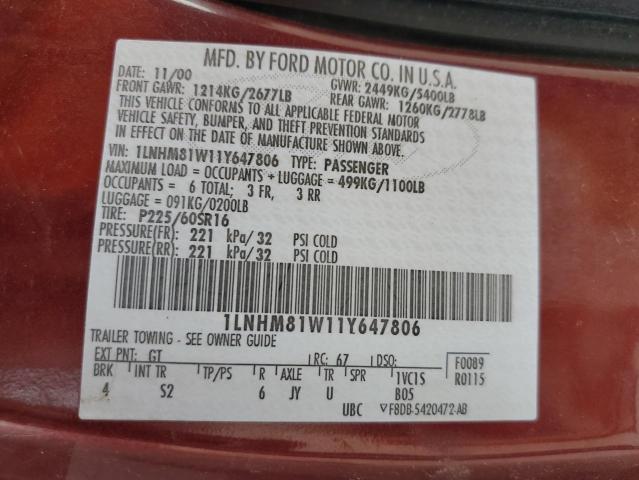 MFD. BY FORD MOTOR CO. IN U.S.A.
DATE: 11/00 GVWR: 2449KG/5400LB
FRONT GAWR: 1214KG/2677LB REAR GAWR: 1260KG/2778LB
THIS VEHICLE CONFORMS TO ALL APPLICABLE FEDERAL MOTOR
VEHICLE SAFETY, BUMPER, AND THEFT PREVENTION STANDARDS
IN EFFECT ON THE DATE OF MANUFACTURE SHOWN ABOVE.
VIN: 1LNHM81W11Y647806 TYPE: PASSENGER
MAXIMUM LOAD = OCCUPANTS + LUGGAGE = 499KG/1100LB
OCCUPANTS = 6 TOTAL; 3 FR, 3 RR
LUGGAGE = 091KG/0200LB
TIRE: P225/60SR16
PRESSURE(FR): 221 kPa/32 PSI COLD
PRESSURE(RR): 221 kPa/32 PSI COLD
1LNHM81W11Y647806
TRAILER TOWING - SEE OWNER GUIDE
EXT PNT: GT RC: 67 DSO: F0089
BRK INT TR TP/PS R AXLE TR SPR 1VC1S R0115
4 S2 6 JY U B05
UBC ▽F8DB-5420472-AB